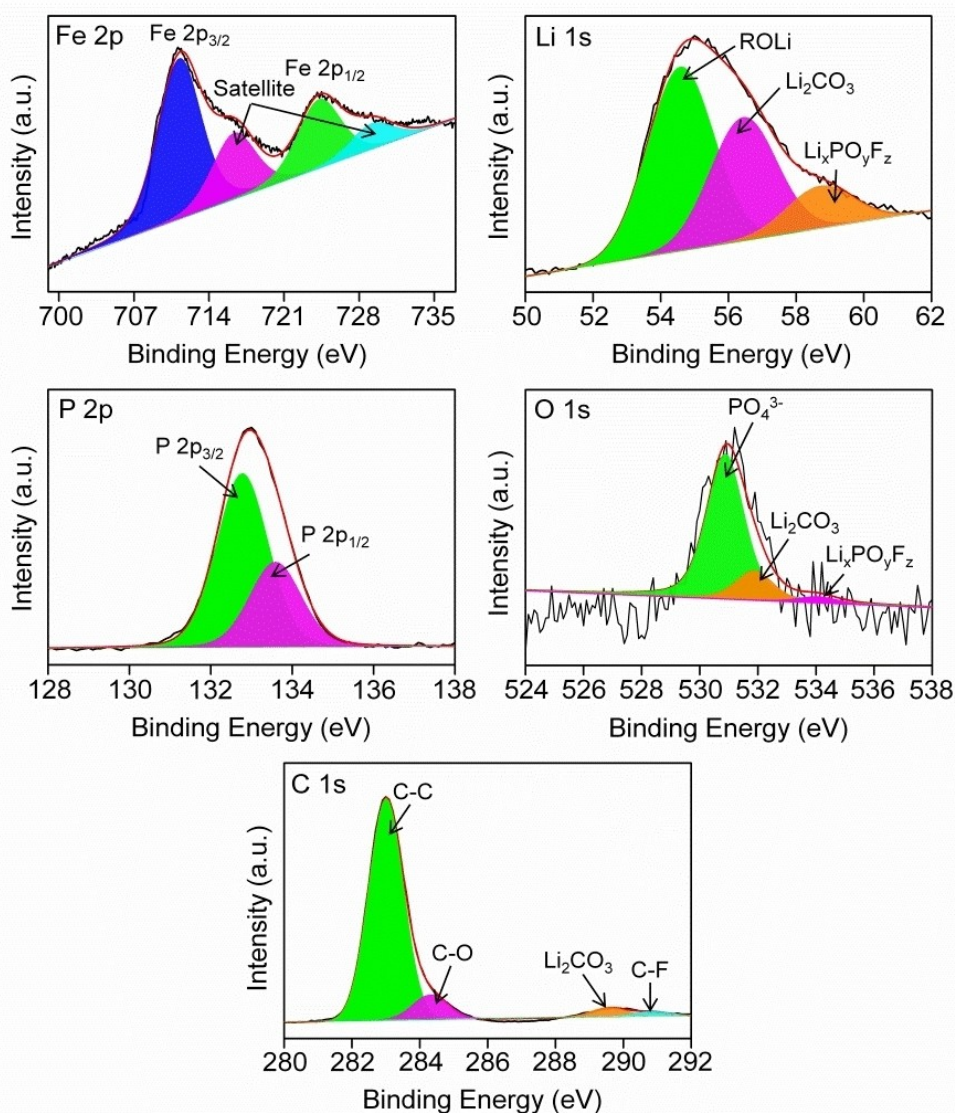 Fe 2p
Fe 2p3/2
Satellite
Fe 2p1/2
Intensity (a.u.)
700 707 714 721 728 735
Binding Energy (eV)
Li 1s
ROLi
Li2CO3
LixPOyFz
Intensity (a.u.)
50 52 54 56 58 60 62
Binding Energy (eV)
P 2p
P 2p3/2
P 2p1/2
Intensity (a.u.)
128 130 132 134 136 138
Binding Energy (eV)
O 1s
PO4 3-
Li2CO3
LixPOyFz
Intensity (a.u.)
524 526 528 530 532 534 536 538
Binding Energy (eV)
C 1s
C-C
C-O
Li2CO3
C-F
Intensity (a.u.)
280 282 284 286 288 290 292
Binding Energy (eV)